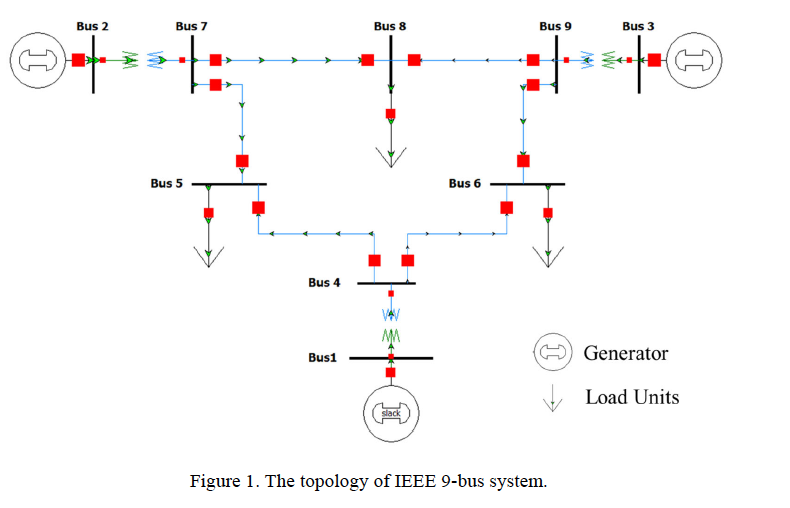 Bus 2
Bus 7
Bus 8
Bus 9
Bus 3
Bus 5
Bus 6
Bus 4
Bus1
slack
Generator
Load Units
Figure 1. The topology of IEEE 9-bus system.